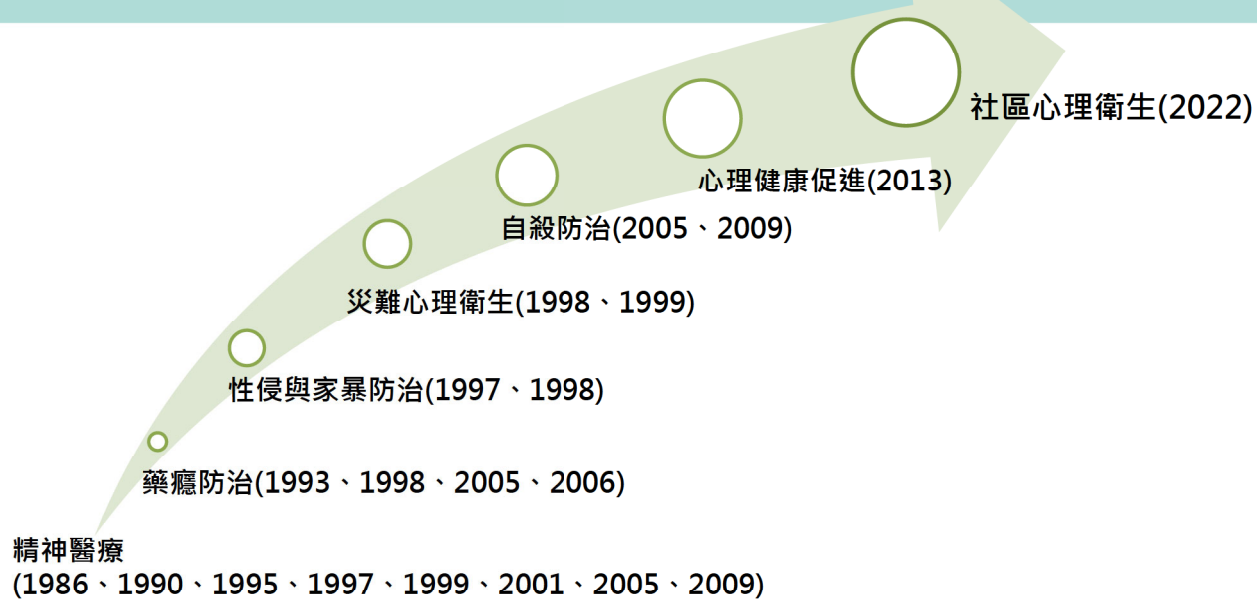 社區心理衛生(2022)
心理健康促進(2013)
自殺防治(2005、2009)
災難心理衛生(1998、1999)
性侵與家暴防治(1997、1998)
藥癮防治(1993、1998、2005、2006)
精神醫療
(1986、1990、1995、1997、1999、2001、2005、2009)